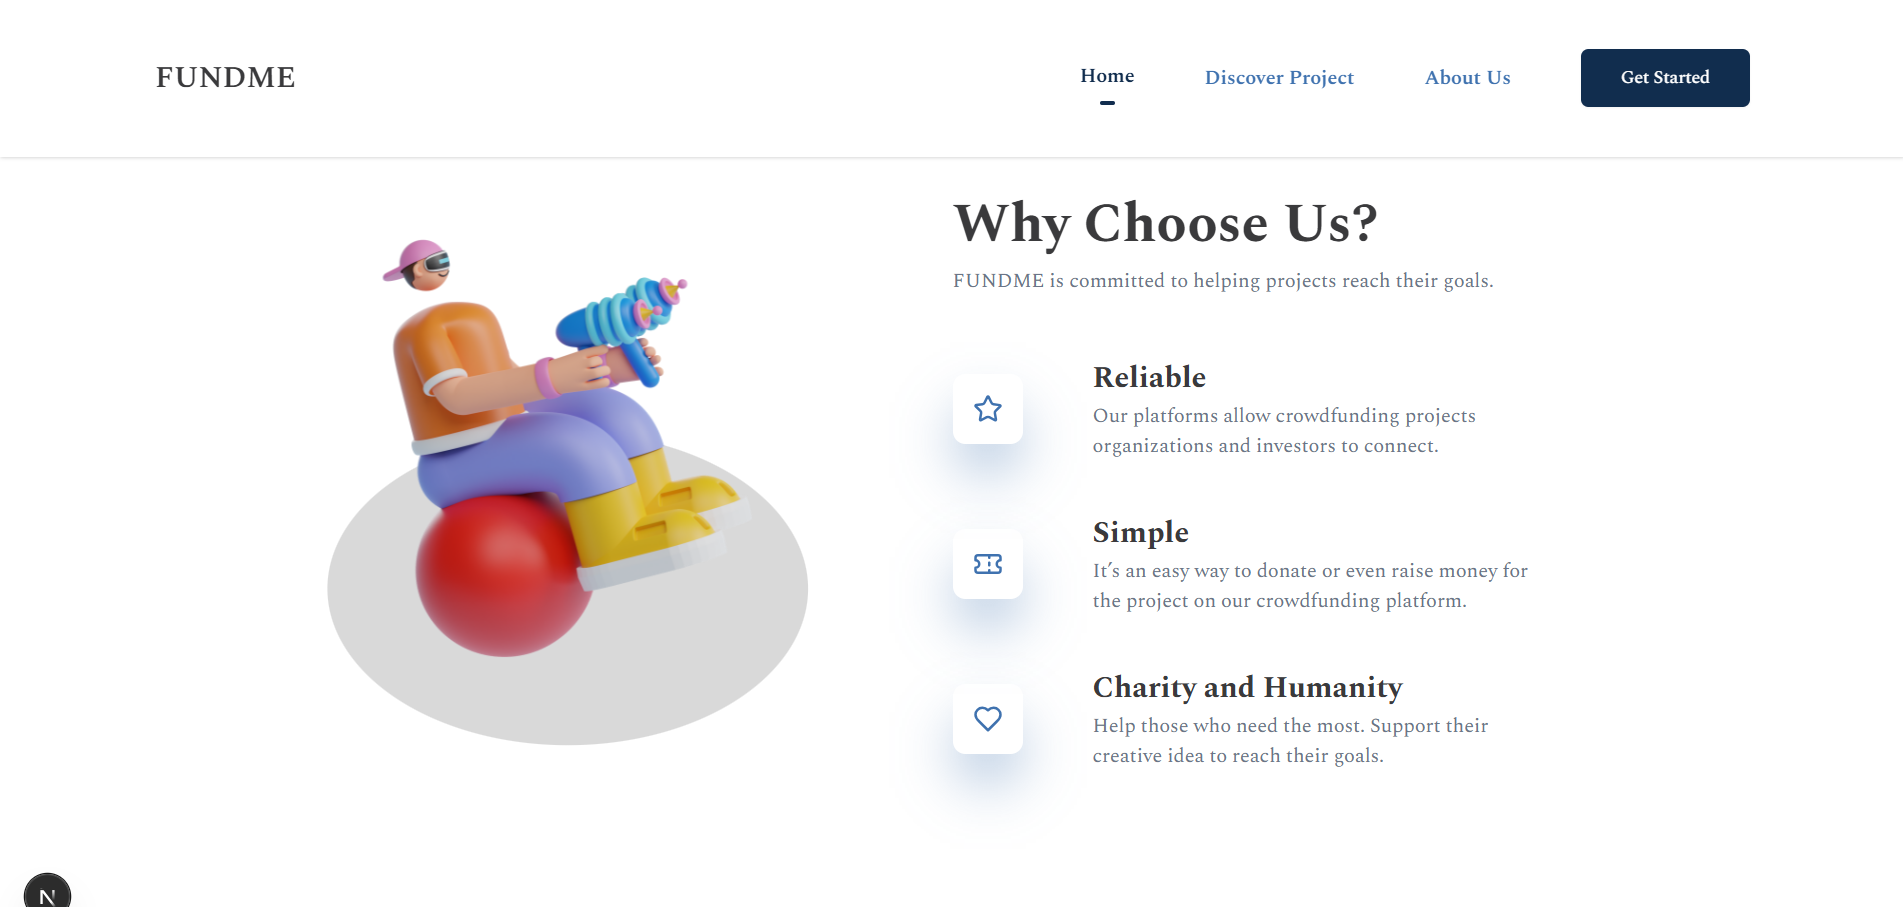 FUNDME
Home
Discover Project
About Us
Get Started
Why Choose Us?
FUNDME is committed to helping projects reach their goals.
Reliable
Our platforms allow crowdfunding projects
organizations and investors to connect.
Simple
It’s an easy way to donate or even raise money for
the project on our crowdfunding platform.
Charity and Humanity
Help those who need the most. Support their
creative idea to reach their goals.
N